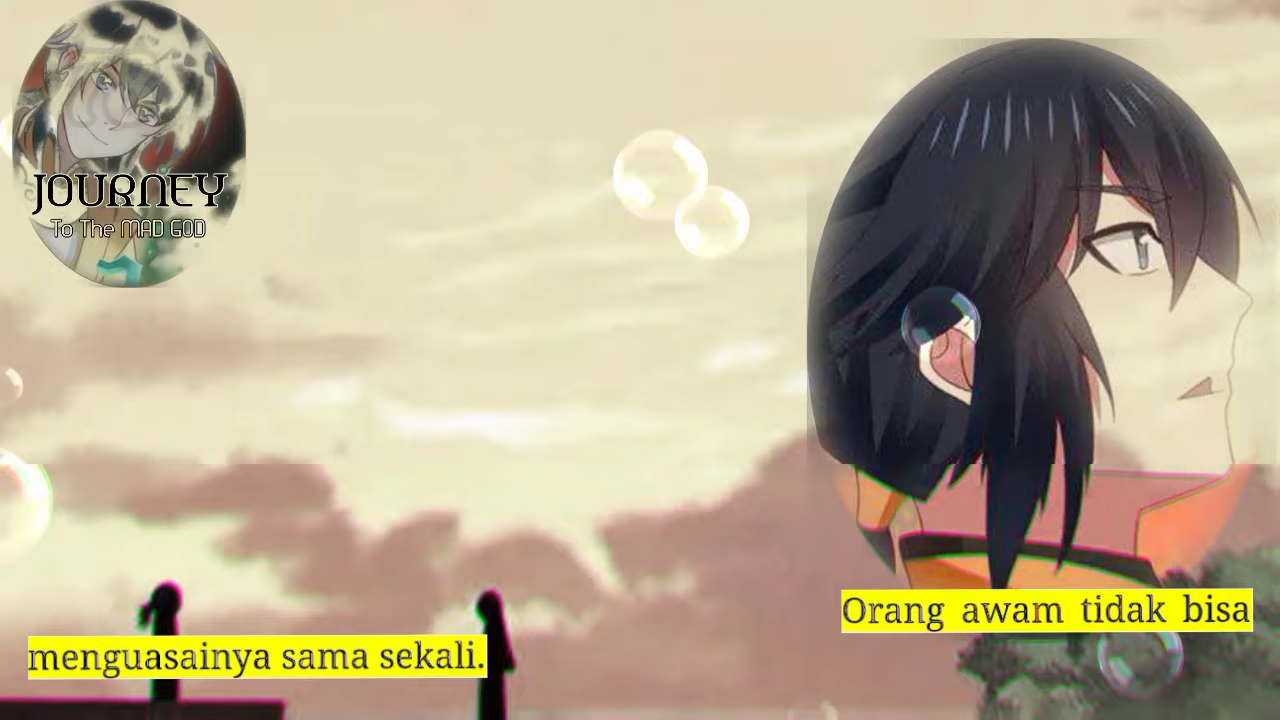 JOURNEY
To The MAD GOD
Orang awam tidak bisa
menguasainya sama sekali.